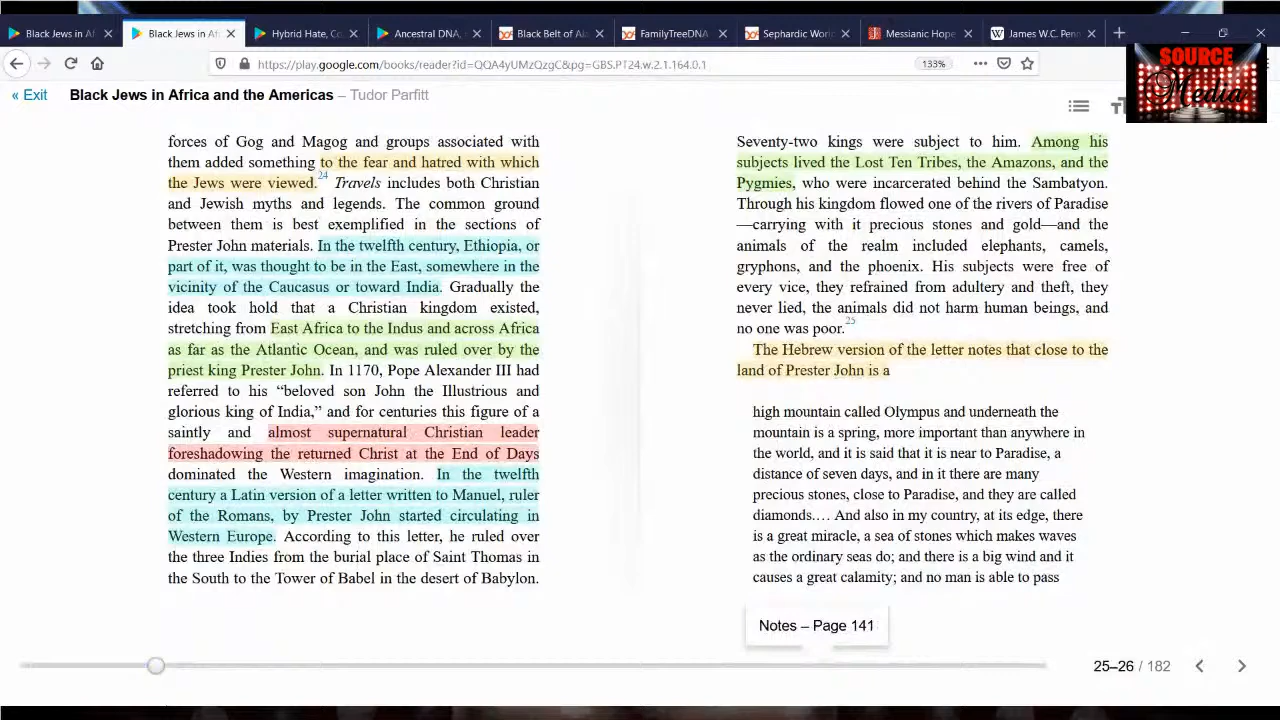 Black Jews in Af
Black Jews in Afr
Hybrid Hate, Co
Ancestral DNA,
Black Belt of Ala
FamilyTreeDNA
Sephardic Worl
Messianic Hope
James W.C. Penn
https://play.google.com/books/reader?id=
133%
SOURCE
Media
« Exit
Black Jews in Africa and the Americas – Tudor Parfitt
forces of Gog and Magog and groups associated with
them added something to the fear and hatred with which
the Jews were viewed.24 Travels includes both Christian
and Jewish myths and legends. The common ground
between them is best exemplified in the sections of
Prester John materials. In the twelfth century, Ethiopia, or
part of it, was thought to be in the East, somewhere in the
vicinity of the Caucasus or toward India. Gradually the
idea took hold that a Christian kingdom existed,
stretching from East Africa to the Indus and across Africa
as far as the Atlantic Ocean, and was ruled over by the
priest king Prester John. In 1170, Pope Alexander III had
referred to his “beloved son John the Illustrious and
glorious king of India,” and for centuries this figure of a
saintly and almost supernatural Christian leader
foreshadowing the returned Christ at the End of Days
dominated the Western imagination. In the twelfth
century a Latin version of a letter written to Manuel, ruler
of the Romans, by Prester John started circulating in
Western Europe. According to this letter, he ruled over
the three Indies from the burial place of Saint Thomas in
the South to the Tower of Babel in the desert of Babylon.
Seventy-two kings were subject to him. Among his
subjects lived the Lost Ten Tribes, the Amazons, and the
Pygmies, who were incarcerated behind the Sambatyon.
Through his kingdom flowed one of the rivers of Paradise
—carrying with it precious stones and gold—and the
animals of the realm included elephants, camels,
gryphons, and the phoenix. His subjects were free of
every vice, they refrained from adultery and theft, they
never lied, the animals did not harm human beings, and
no one was poor.25
The Hebrew version of the letter notes that close to the
land of Prester John is a
high mountain called Olympus and underneath the
mountain is a spring, more important than anywhere in
the world, and it is said that it is near to Paradise, a
distance of seven days, and in it there are many
precious stones, close to Paradise, and they are called
diamonds.… And also in my country, at its edge, there
is a great miracle, a sea of stones which makes waves
as the ordinary seas do; and there is a big wind and it
causes a great calamity; and no man is able to pass
Notes – Page 141
25–26 / 182